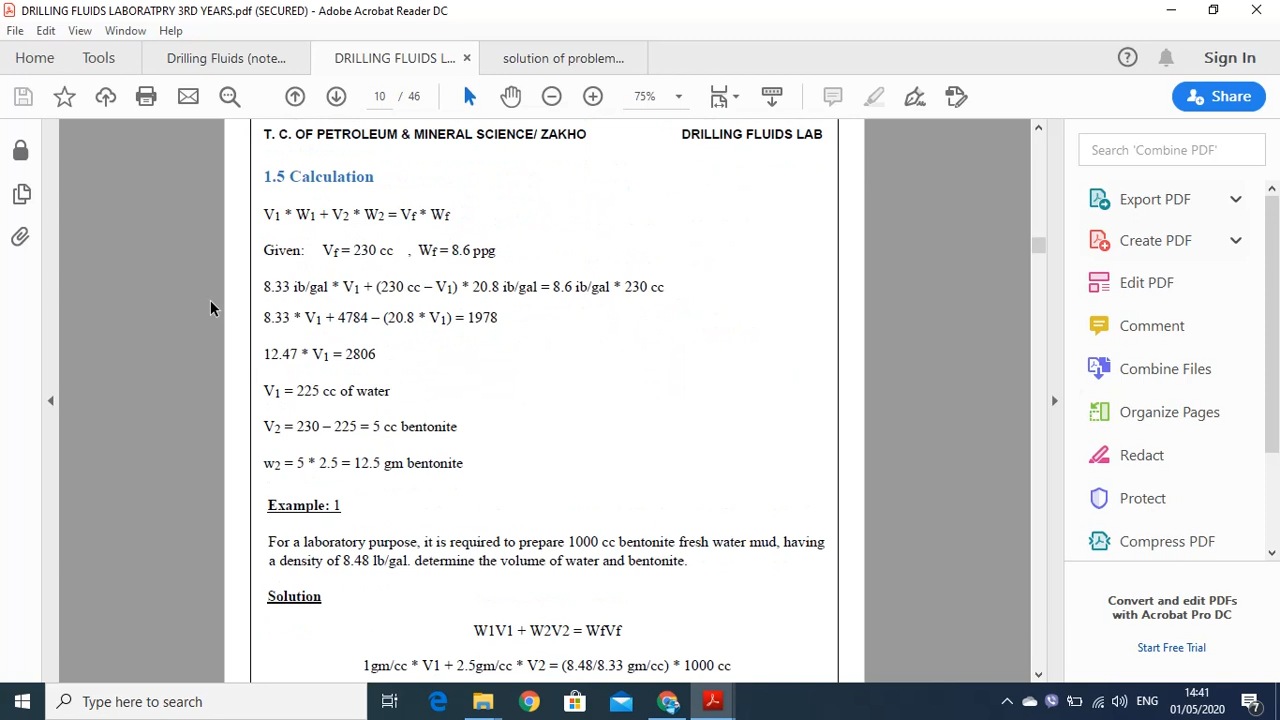 DRILLING FLUIDS LABORATPRY 3RD YEARS.pdf (SECURED) - Adobe Acrobat Reader DC
File Edit View Window Help
Home Tools Drilling Fluids (note... DRILLING FLUIDS L... × solution of problem... Sign In
10 / 46 75% Share
T. C. OF PETROLEUM & MINERAL SCIENCE/ ZAKHO DRILLING FLUIDS LAB
1.5 Calculation
V1 * W1 + V2 * W2 = Vf * Wf
Given: Vf = 230 cc , Wf = 8.6 ppg
8.33 ib/gal * V1 + (230 cc – V1) * 20.8 ib/gal = 8.6 ib/gal * 230 cc
8.33 * V1 + 4784 – (20.8 * V1) = 1978
12.47 * V1 = 2806
V1 = 225 cc of water
V2 = 230 – 225 = 5 cc bentonite
w2 = 5 * 2.5 = 12.5 gm bentonite
Example: 1
For a laboratory purpose, it is required to prepare 1000 cc bentonite fresh water mud, having
a density of 8.48 lb/gal. determine the volume of water and bentonite.
Solution
W1V1 + W2V2 = WfVf
1gm/cc * V1 + 2.5gm/cc * V2 = (8.48/8.33 gm/cc) * 1000 cc
Search 'Combine PDF'
Export PDF
Create PDF
Edit PDF
Comment
Combine Files
Organize Pages
Redact
Protect
Compress PDF
Convert and edit PDFs
with Acrobat Pro DC
Start Free Trial
Type here to search
ENG
14:41
01/05/2020
7